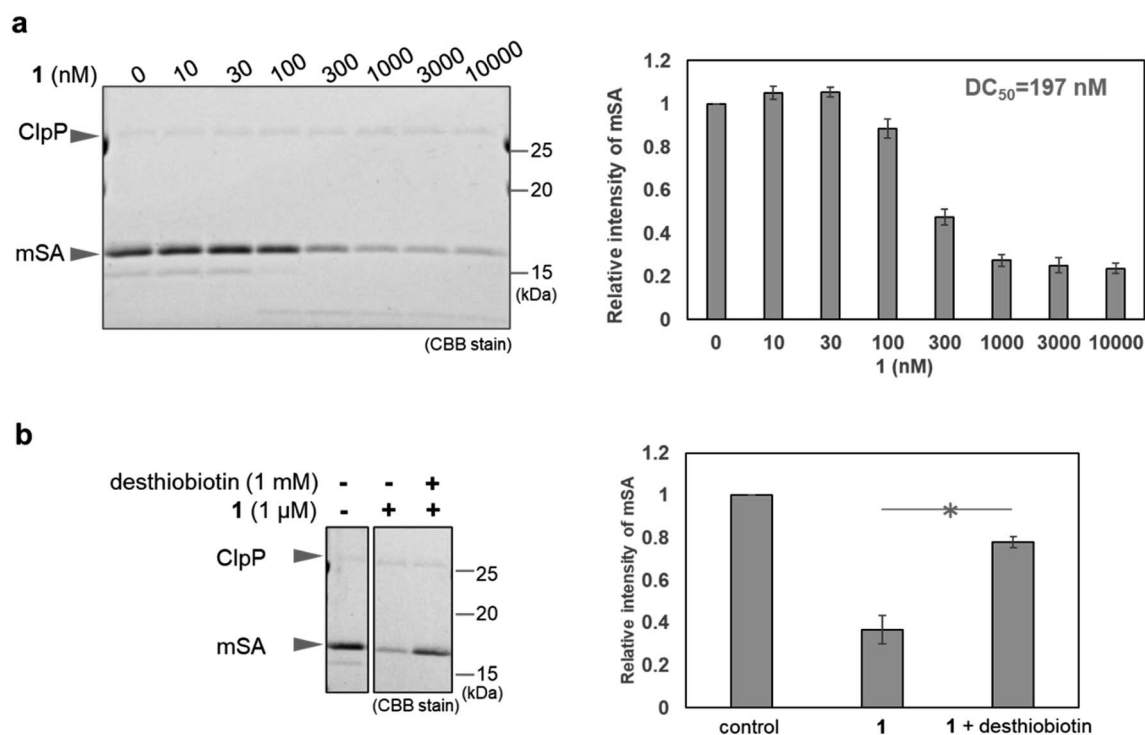 a
1 (nM)
0 10 30 100 300 1000 3000 10000
ClpP
25
20
mSA
15
(kDa)
(CBB stain)
Relative intensity of mSA
1.2
1
0.8
0.6
0.4
0.2
0
DC50=197 nM
0 10 30 100 300 1000 3000 10000
1 (nM)
b
desthiobiotin (1 mM) - - +
1 (1 µM) - + +
ClpP
25
20
mSA
15
(kDa)
(CBB stain)
Relative intensity of mSA
1.2
1
0.8
0.6
0.4
0.2
0
*
control 1 1 + desthiobiotin